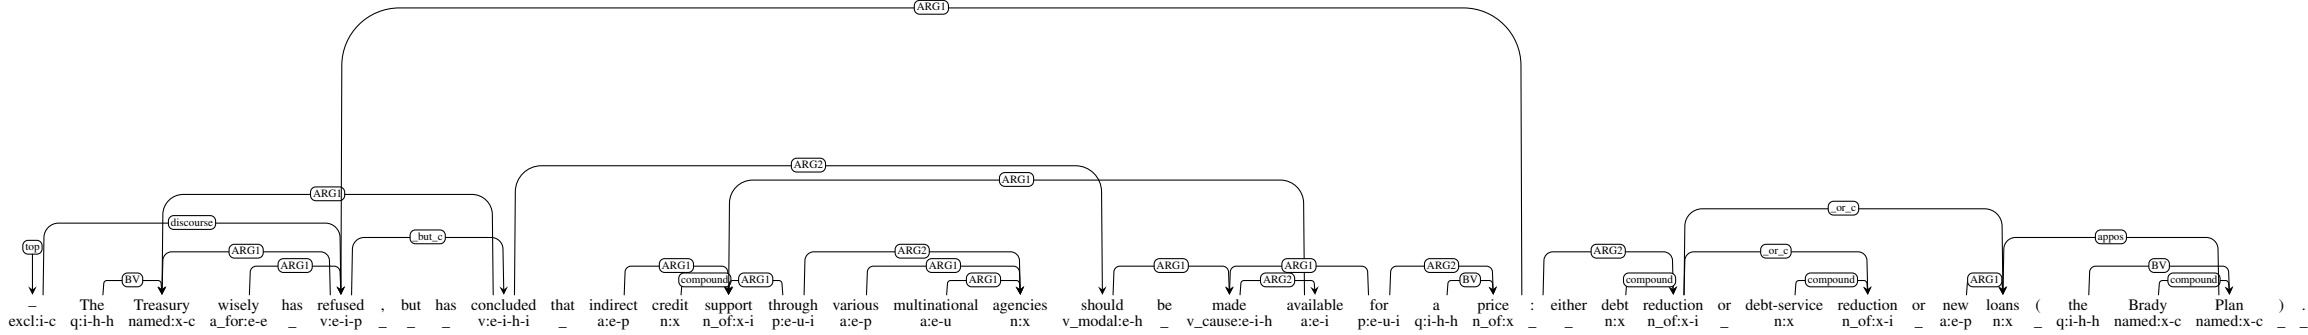 ARG1
ARG2
ARG1
ARG1 _or_c
discourse _but_c appos
top ARG1 ARG2 ARG2 _or_c
ARG1 ARG1 ARG1 ARG1 ARG1 ARG2 BV
BV compound ARG1 ARG1 ARG2 BV compound compound ARG1 compound
– The Treasury wisely has refused , but has concluded that indirect credit support through various multinational agencies should be made available for a price : either debt reduction or debt-service reduction or new loans ( the Brady Plan ) .
excl:i-c q:i-h-h named:x-c a_for:e-e _ v:e-i-p _ _ _ v:e-i-h-i _ a:e-p n:x n_of:x-i p:e-u-i a:e-p a:e-u n:x v_modal:e-h _ v_cause:e-i-h a:e-i p:e-u-i q:i-h-h n_of:x _ _ n:x n_of:x-i _ n:x n_of:x-i _ a:e-p n:x _ q:i-h-h named:x-c named:x-c _ _